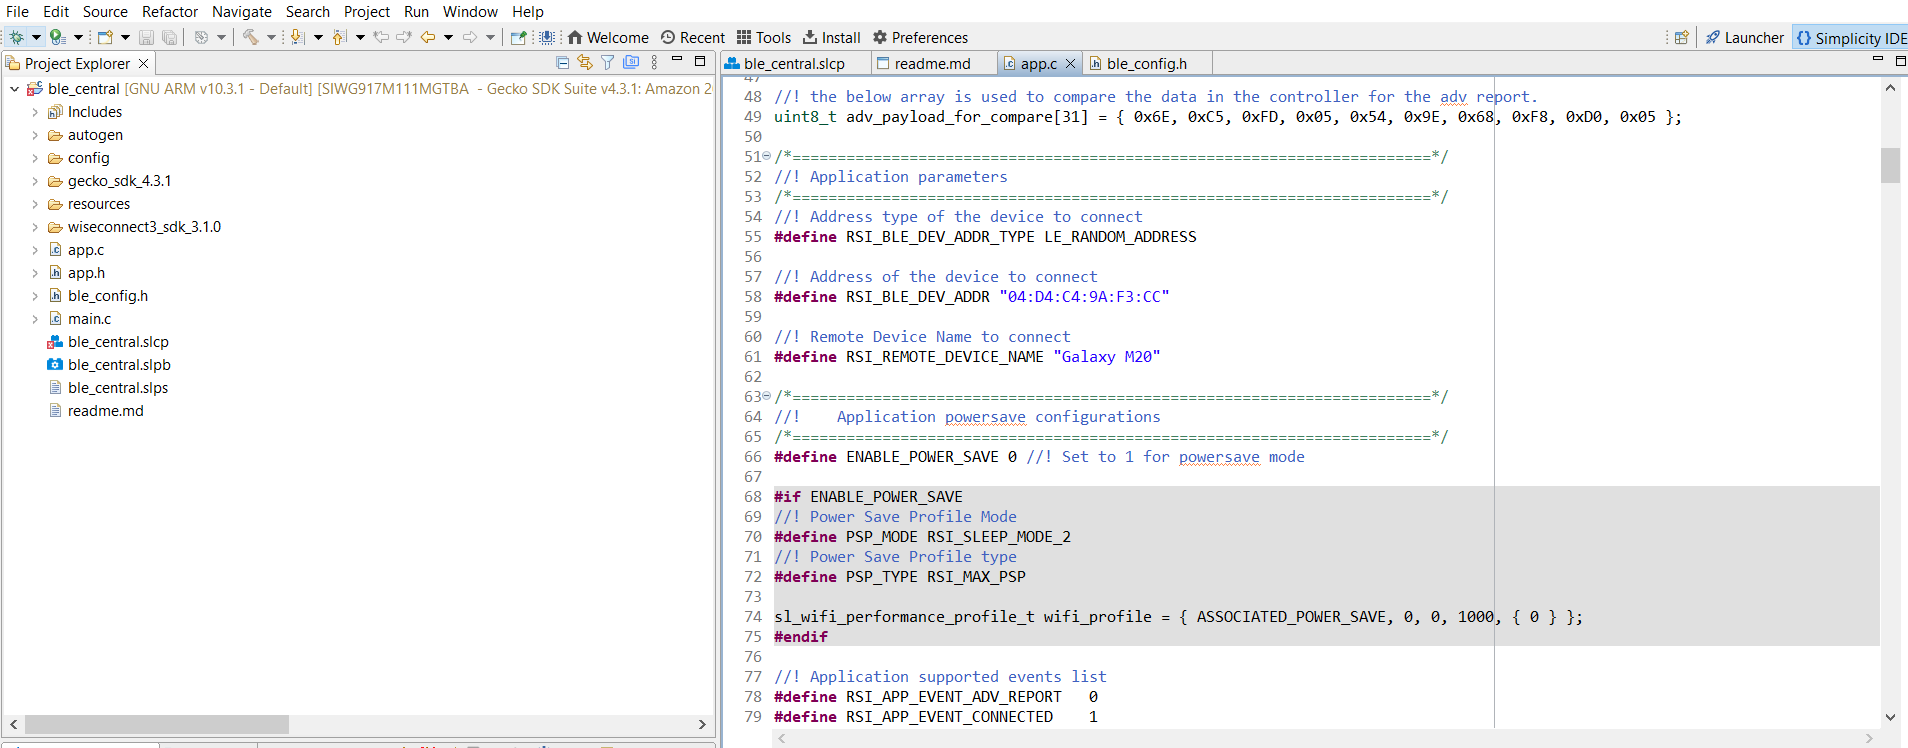 File Edit Source Refactor Navigate Search Project Run Window Help
Welcome Recent Tools Install Preferences Launcher {} Simplicity IDE
Project Explorer
ble_central [GNU ARM v10.3.1 - Default] [SIWG917M111MGTBA - Gecko SDK Suite v4.3.1: Amazon 2
Includes
autogen
config
gecko_sdk_4.3.1
resources
wiseconnect3_sdk_3.1.0
app.c
app.h
ble_config.h
main.c
ble_central.slcp
ble_central.slpb
ble_central.slps
readme.md
ble_central.slcp readme.md app.c ble_config.h
47
48 //! the below array is used to compare the data in the controller for the adv report.
49 uint8_t adv_payload_for_compare[31] = { 0x6E, 0xC5, 0xFD, 0x05, 0x54, 0x9E, 0x68, 0xF8, 0xD0, 0x05 };
50
51 /*=======================================================================*/
52 //! Application parameters
53 /*=======================================================================*/
54 //! Address type of the device to connect
55 #define RSI_BLE_DEV_ADDR_TYPE LE_RANDOM_ADDRESS
56
57 //! Address of the device to connect
58 #define RSI_BLE_DEV_ADDR "04:D4:C4:9A:F3:CC"
59
60 //! Remote Device Name to connect
61 #define RSI_REMOTE_DEVICE_NAME "Galaxy M20"
62
63 /*=======================================================================*/
64 //!    Application powersave configurations
65 /*=======================================================================*/
66 #define ENABLE_POWER_SAVE 0 //! Set to 1 for powersave mode
67
68 #if ENABLE_POWER_SAVE
69 //! Power Save Profile Mode
70 #define PSP_MODE RSI_SLEEP_MODE_2
71 //! Power Save Profile type
72 #define PSP_TYPE RSI_MAX_PSP
73
74 sl_wifi_performance_profile_t wifi_profile = { ASSOCIATED_POWER_SAVE, 0, 0, 1000, { 0 } };
75 #endif
76
77 //! Application supported events list
78 #define RSI_APP_EVENT_ADV_REPORT   0
79 #define RSI_APP_EVENT_CONNECTED    1